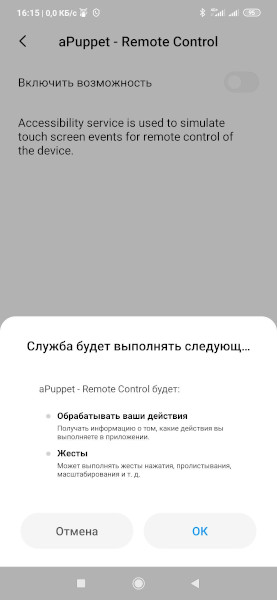 16:15 | 0,0 КБ/с
aPuppet - Remote Control
Включить возможность
Accessibility service is used to simulate
touch screen events for remote control of
the device.
Служба будет выполнять следующ...
aPuppet - Remote Control будет:
Обрабатывать ваши действия
Получать информацию о том, какие действия вы
выполняете в приложении.
Жесты
Может выполнять жесты нажатия, пролистывания,
масштабирования и т. д.
Отмена
ОК